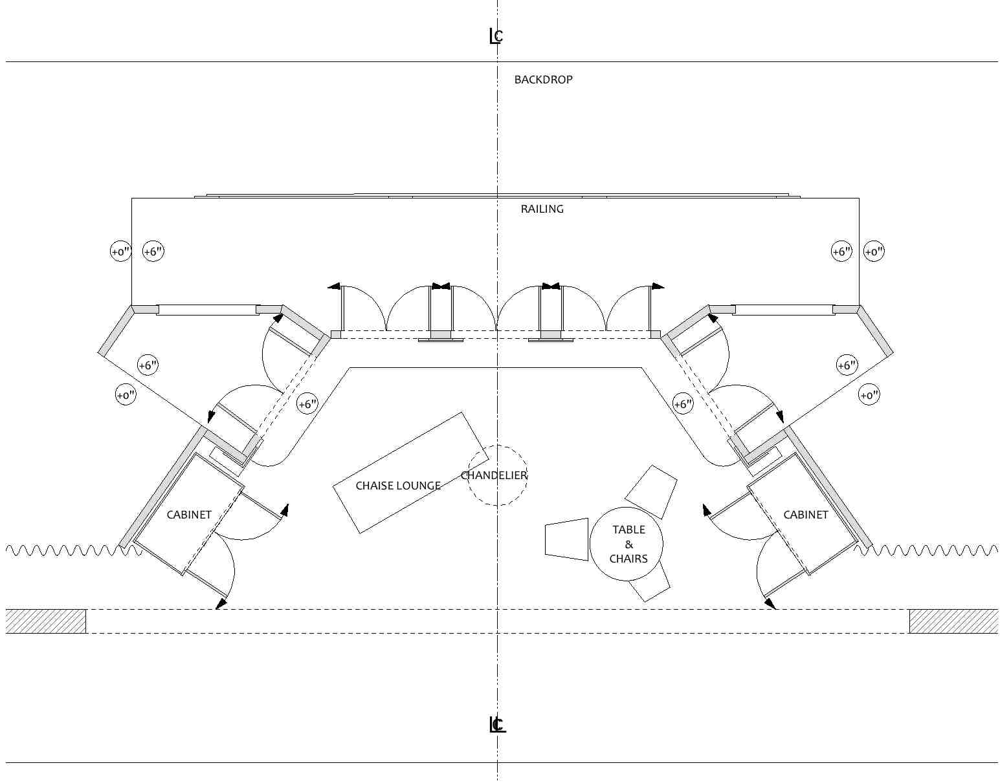 CL
BACKDROP
RAILING
+0" +6" +6" +0"
+6" +6"
+0" +0"
+6" +6"
CHAISE LOUNGE
CHANDELIER
CABINET
CABINET
TABLE
&
CHAIRS
CL